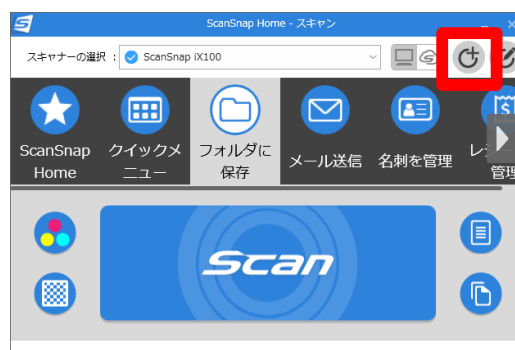 ScanSnap Home - スキャン
スキャナーの選択 : ScanSnap iX100
ScanSnap
Home
クイックメ
ニュー
フォルダに
保存
メール送信
名刺を管理
レ
管理
Scan